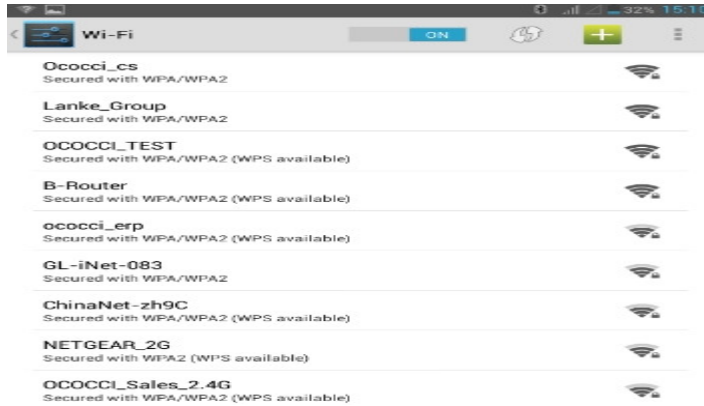 32% 15:10
Wi-Fi ON
Ococci_cs
Secured with WPA/WPA2
Lanke_Group
Secured with WPA/WPA2
OCOCCI_TEST
Secured with WPA/WPA2 (WPS available)
B-Router
Secured with WPA/WPA2 (WPS available)
ococci_erp
Secured with WPA/WPA2 (WPS available)
GL-iNet-083
Secured with WPA/WPA2
ChinaNet-zh9C
Secured with WPA/WPA2 (WPS available)
NETGEAR_2G
Secured with WPA2 (WPS available)
OCOCCI_Sales_2.4G
Secured with WPA/WPA2 (WPS available)